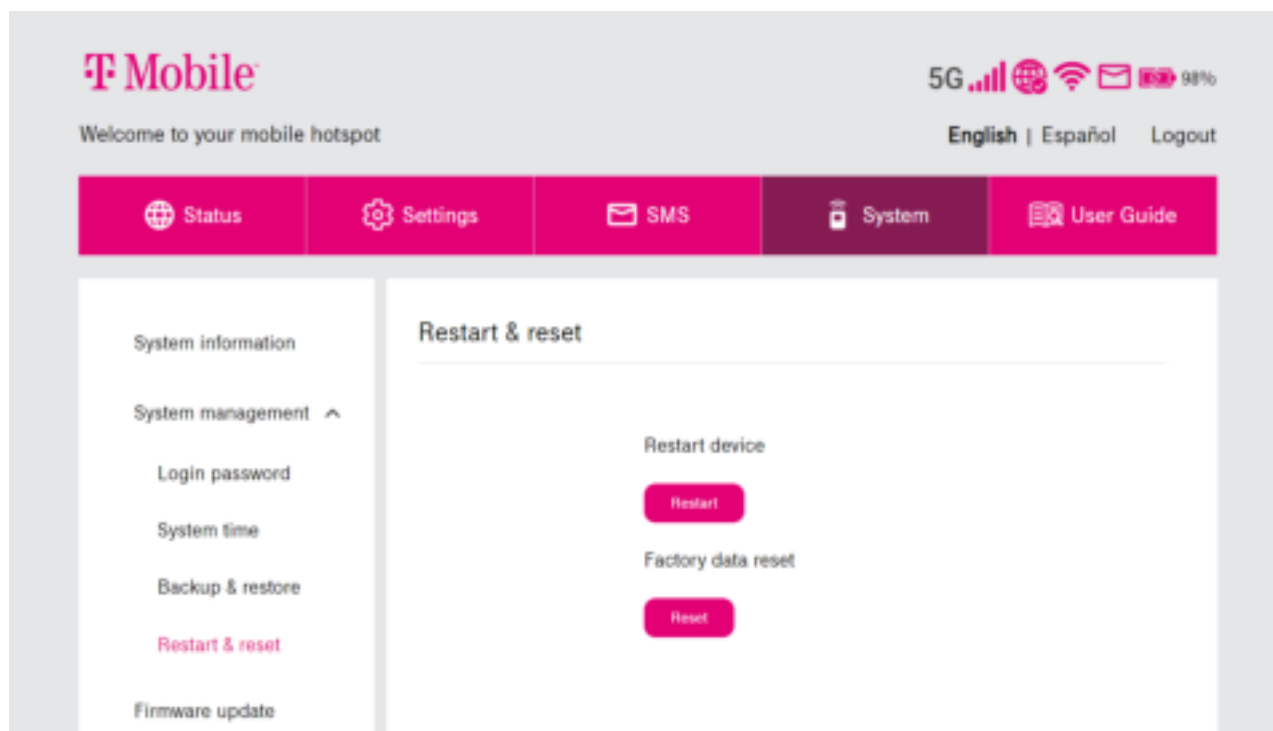 T Mobile
5G 98%
Welcome to your mobile hotspot
English | Español Logout
Status Settings SMS System User Guide
System information
System management
Login password
System time
Backup & restore
Restart & reset
Firmware update
Restart & reset
Restart device
Restart
Factory data reset
Reset